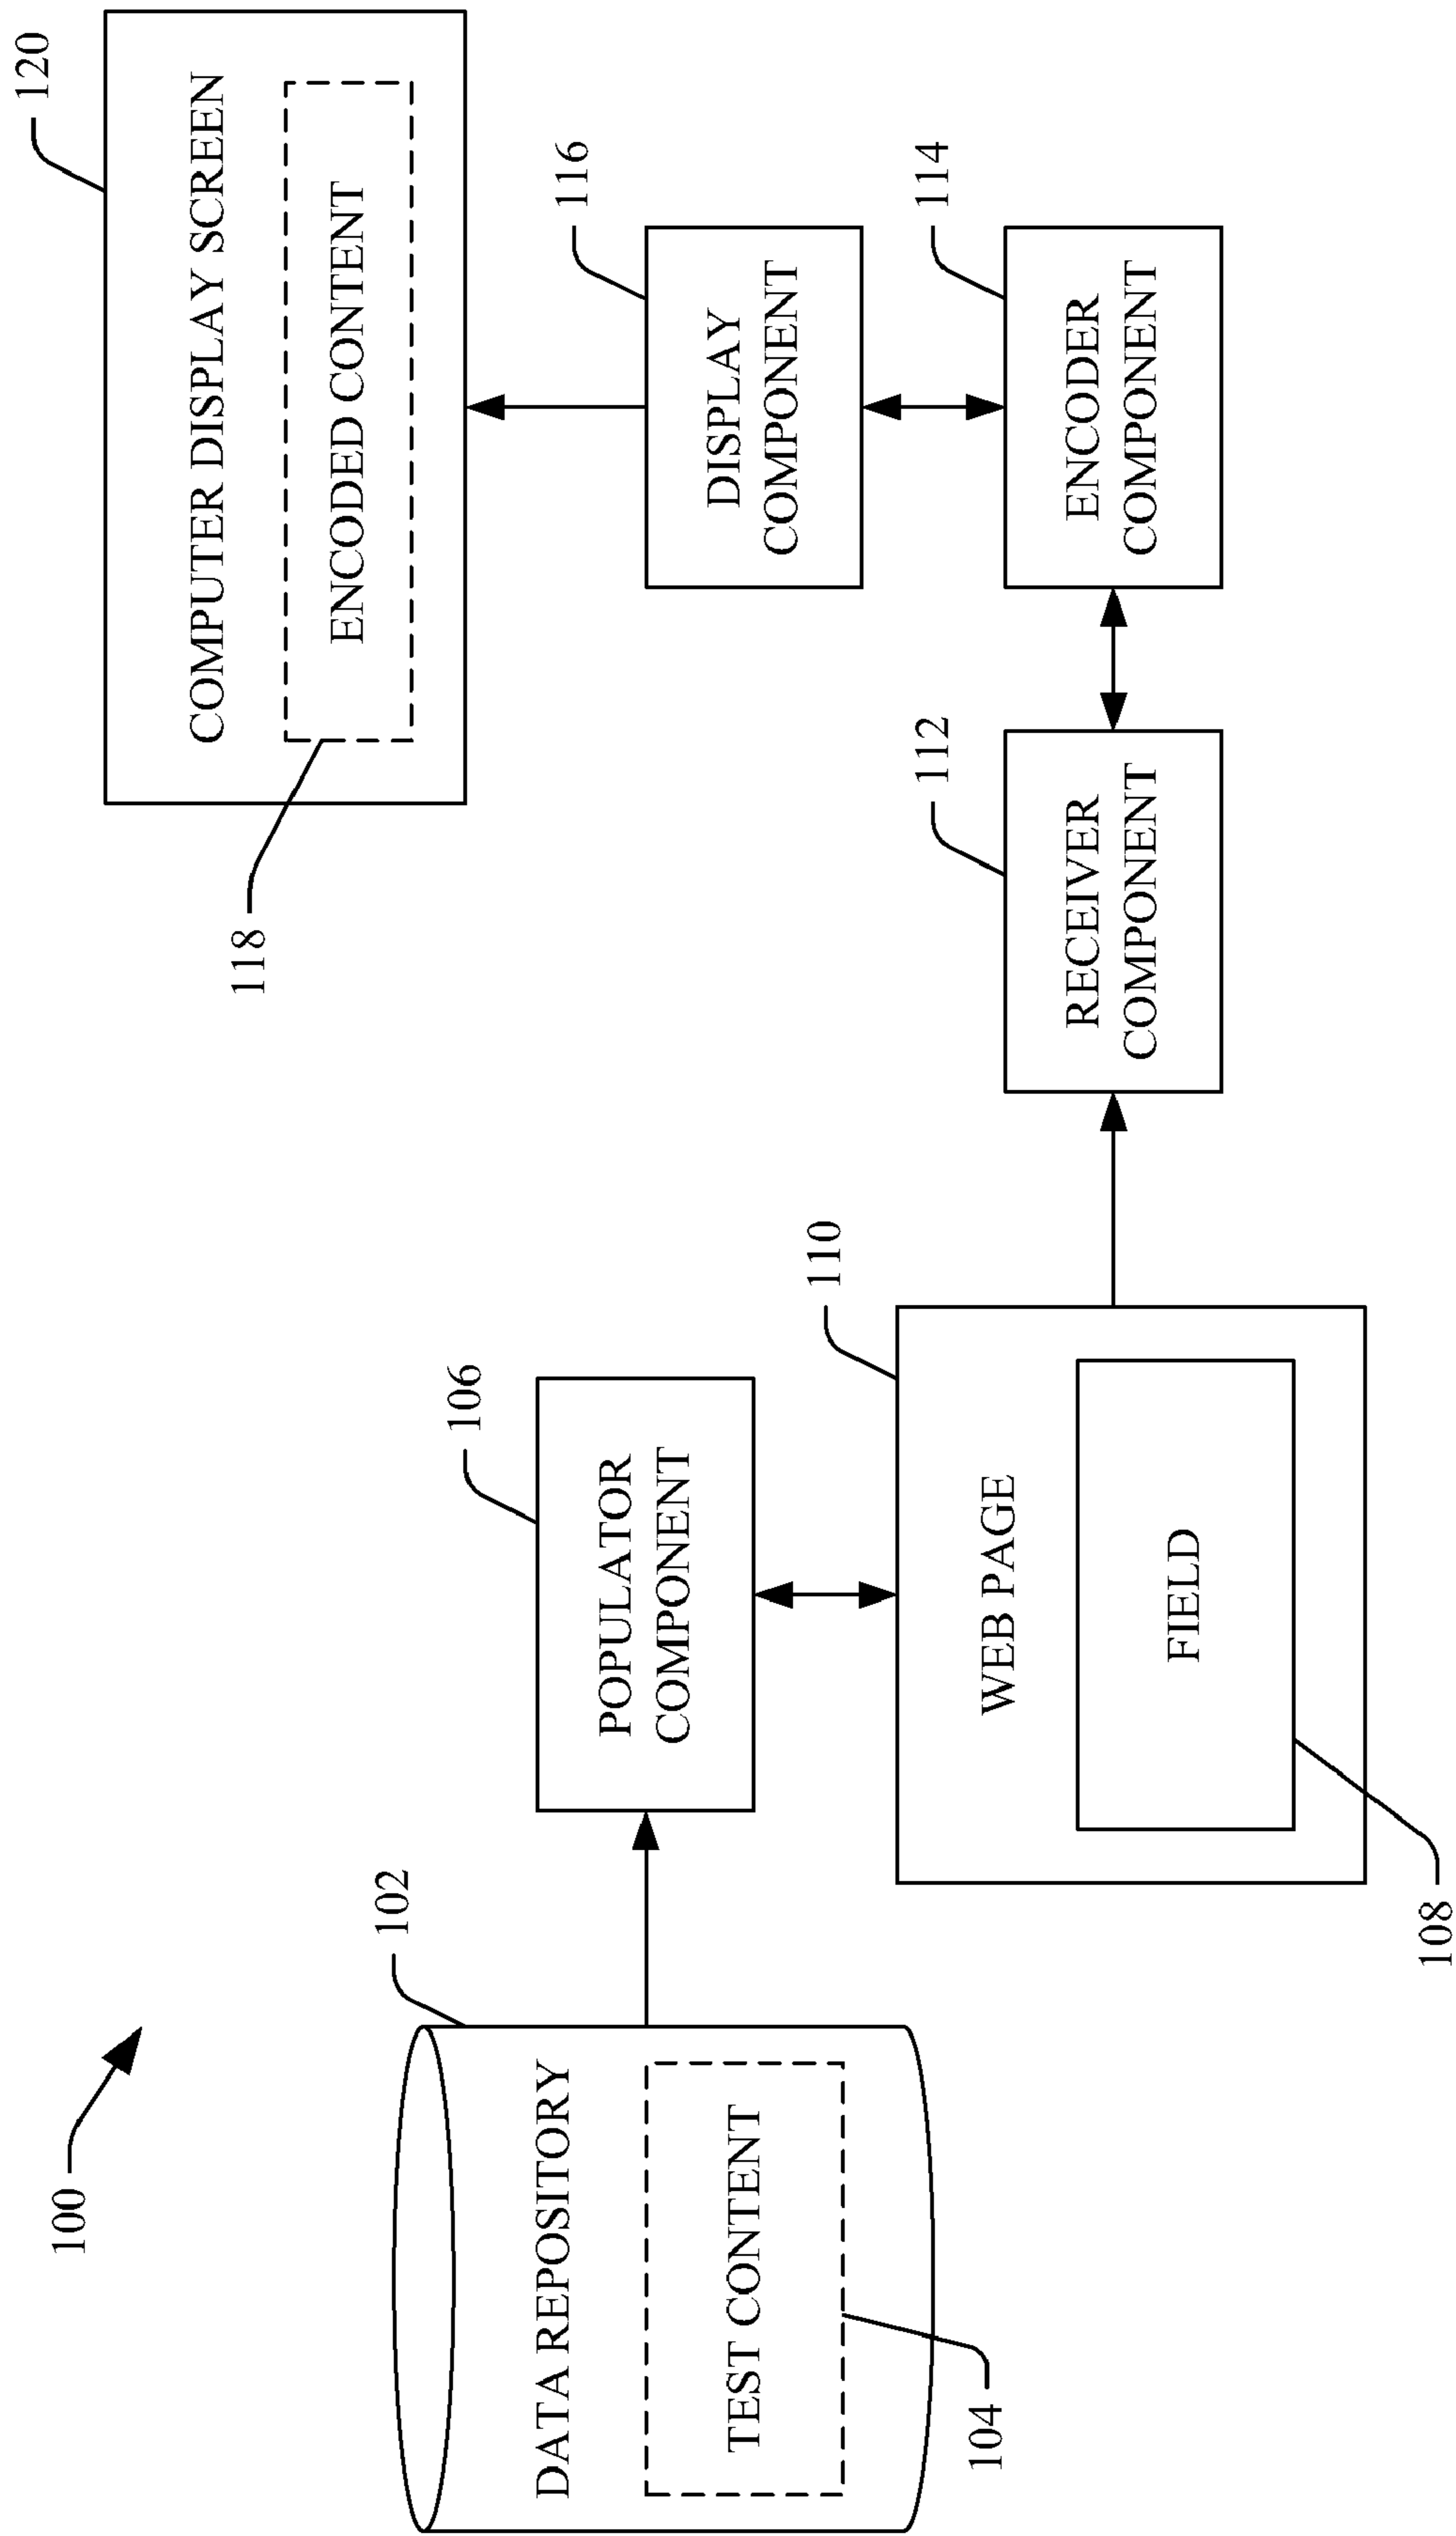 100
102
DATA REPOSITORY
TEST CONTENT
104
106
POPULATOR
COMPONENT
110
WEB PAGE
FIELD
108
112
RECEIVER
COMPONENT
114
ENCODER
COMPONENT
116
DISPLAY
COMPONENT
118
120
COMPUTER DISPLAY SCREEN
ENCODED CONTENT